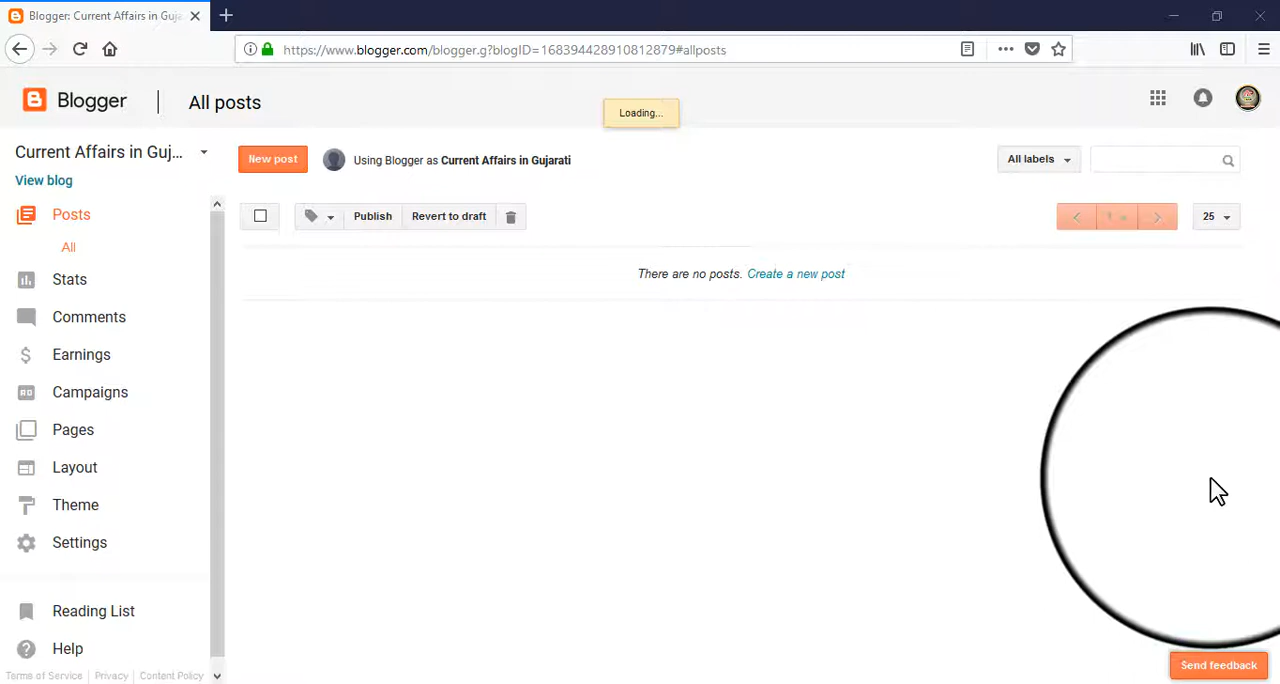 Blogger: Current Affairs in Guja
https://www.blogger.com/blogger.g?blogID=168394428910812879#allposts
Blogger
All posts
Loading...
Current Affairs in Guj...
New post
Using Blogger as Current Affairs in Gujarati
All labels
View blog
Posts
Publish
Revert to draft
1
25
All
There are no posts. Create a new post
Stats
Comments
Earnings
Campaigns
Pages
Layout
Theme
Settings
Reading List
Help
Send feedback
Terms of Service
Privacy
Content Policy